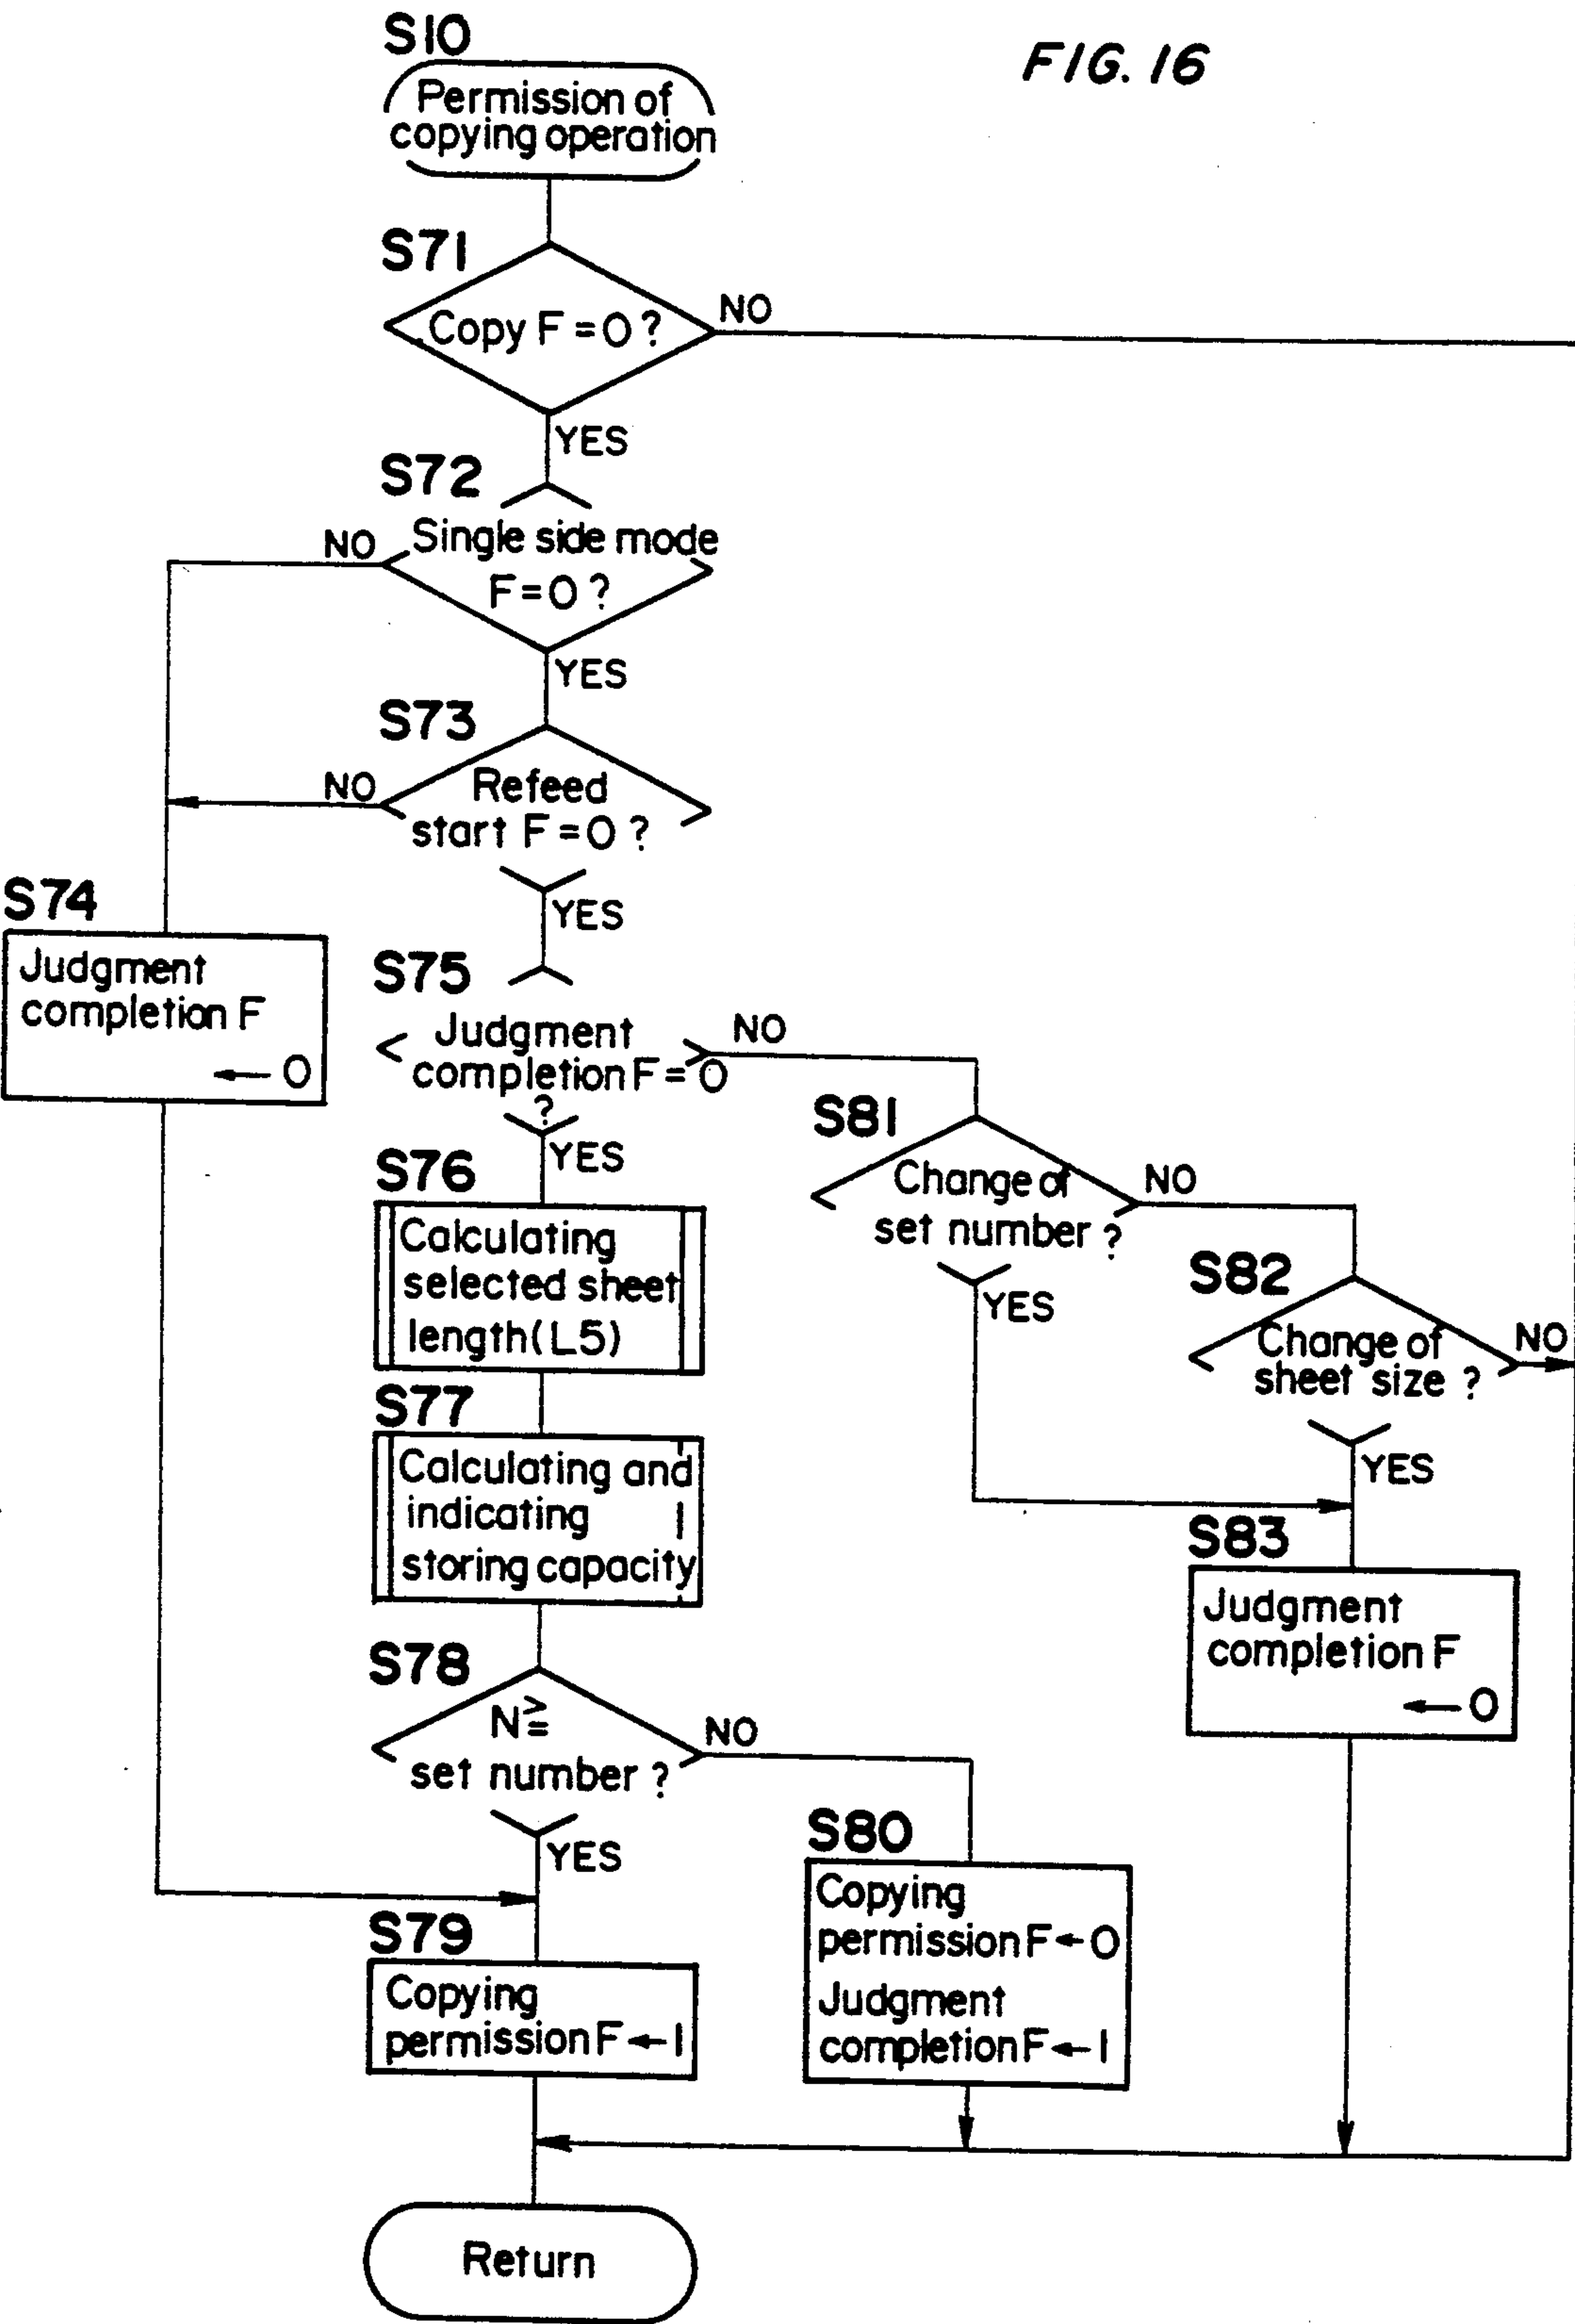 FIG. 16
S10
Permission of
copying operation
S71
Copy F = 0 ?
NO
YES
S72
Single side mode
F = 0 ?
NO
YES
S73
Refeed
start F = 0 ?
NO
YES
S74
Judgment
completion F
← 0
S75
Judgment
completion F = 0
?
NO
YES
S76
Calculating
selected sheet
length (L5)
S77
Calculating and
indicating
storing capacity
S78
N ≧
set number ?
NO
YES
S79
Copying
permission F ← 1
S80
Copying
permission F ← 0
Judgment
completion F ← 1
S81
Change of
set number ?
NO
YES
S82
Change of
sheet size ?
NO
YES
S83
Judgment
completion F
← 0
Return